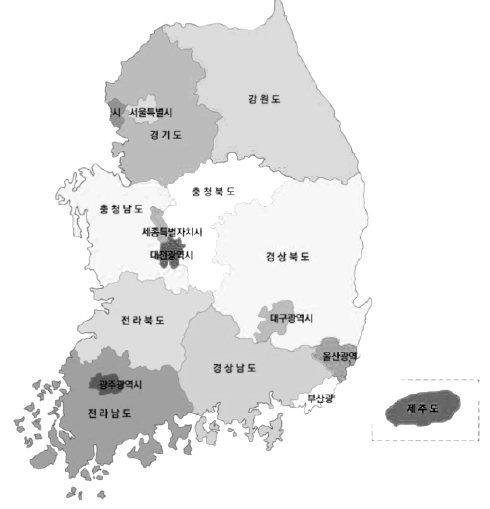 강원도
시 서울특별시
경기도
충청북도
충청남도
세종특별자치시
대전광역시
경상북도
대구광역시
전라북도
울산광역
경상남도
광주광역시
부산광
전라남도
제주도